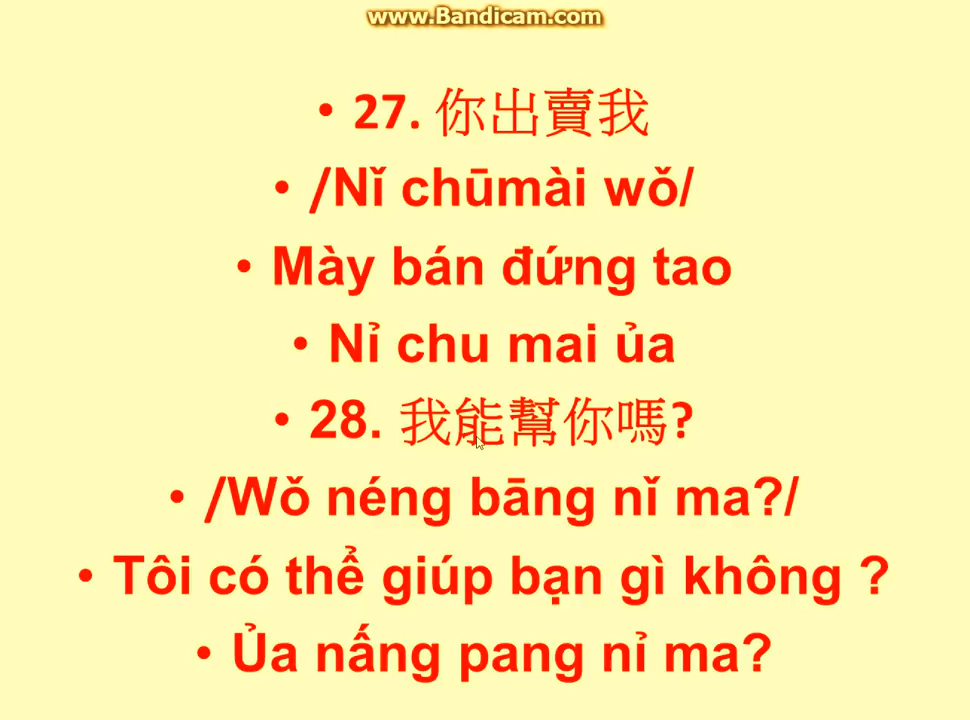 www.Bandicam.com
• 27. 你出賣我
• /Nǐ chūmài wǒ/
• Mày bán đứng tao
• Nỉ chu mai ủa
• 28. 我能幫你嗎?
• /Wǒ néng bāng nǐ ma?/
• Tôi có thể giúp bạn gì không ?
• Ủa nấng pang nỉ ma?